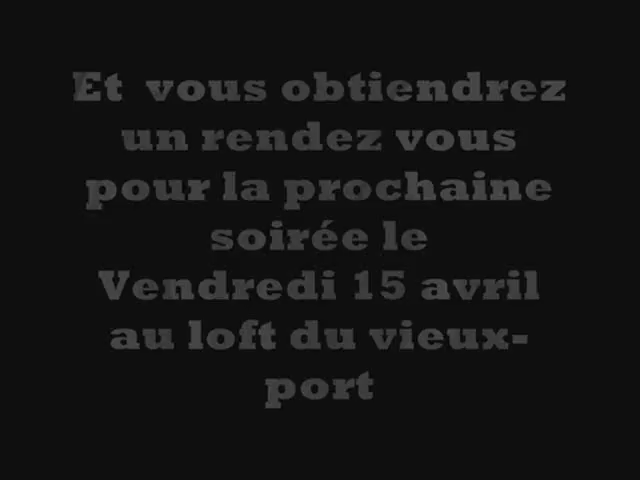 Et vous obtiendrez
un rendez vous
pour la prochaine
soirée le
Vendredi 15 avril
au loft du vieux-
port